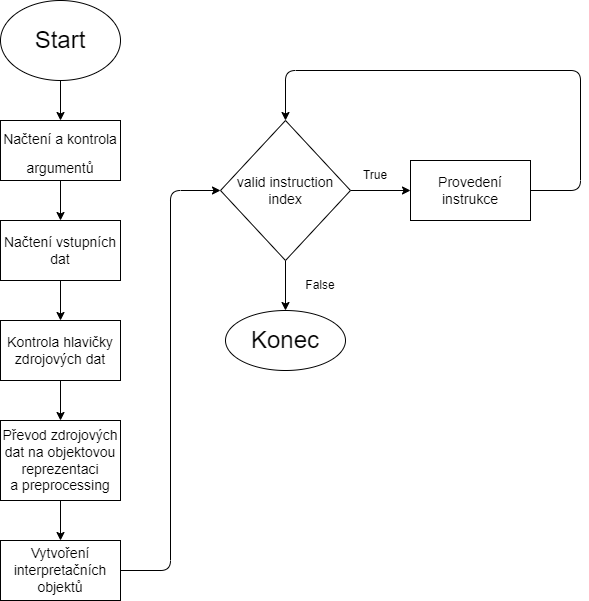 Start
Načtení a kontrola
argumentů
Načtení vstupních
dat
Kontrola hlavičky
zdrojových dat
Převod zdrojových
dat na objektovou
reprezentaci
a preprocessing
Vytvoření
interpretačních
objektů
valid instruction
index
True
Provedení
instrukce
False
Konec